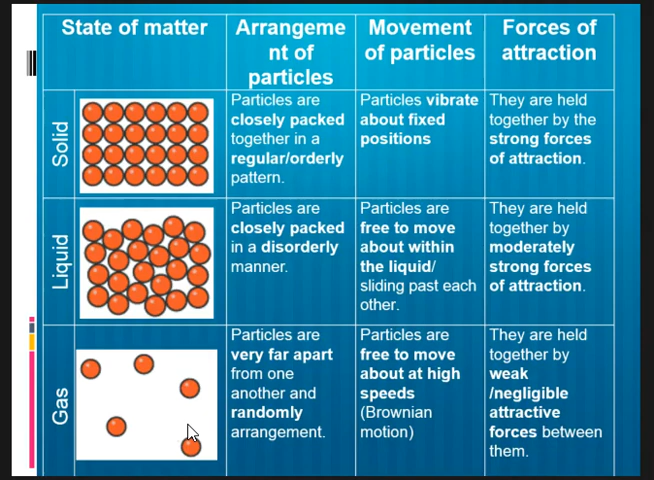 State of matter
Arrangeme
nt of
particles
Movement
of particles
Forces of
attraction
Solid
Particles are
closely packed
together in a
regular/orderly
pattern.
Particles vibrate
about fixed
positions
They are held
together by the
strong forces
of attraction.
Liquid
Particles are
closely packed
in a disorderly
manner.
Particles are
free to move
about within
the liquid/
sliding past each
other.
They are held
together by
moderately
strong forces
of attraction.
Gas
Particles are
very far apart
from one
another and
randomly
arrangement.
Particles are
free to move
about at high
speeds
(Brownian
motion)
They are held
together by
weak
/negligible
attractive
forces between
them.